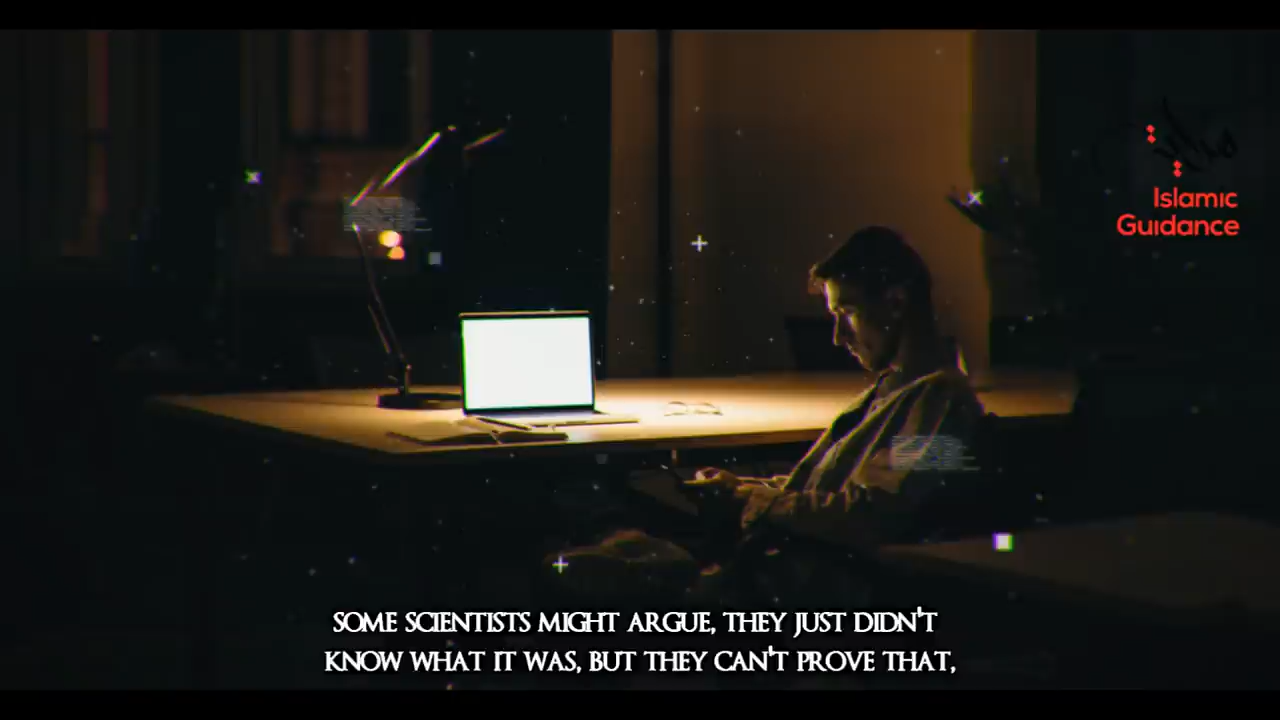 Islamic
Guidance
SOME SCIENTISTS MIGHT ARGUE, THEY JUST DIDN'T
KNOW WHAT IT WAS, BUT THEY CAN'T PROVE THAT,